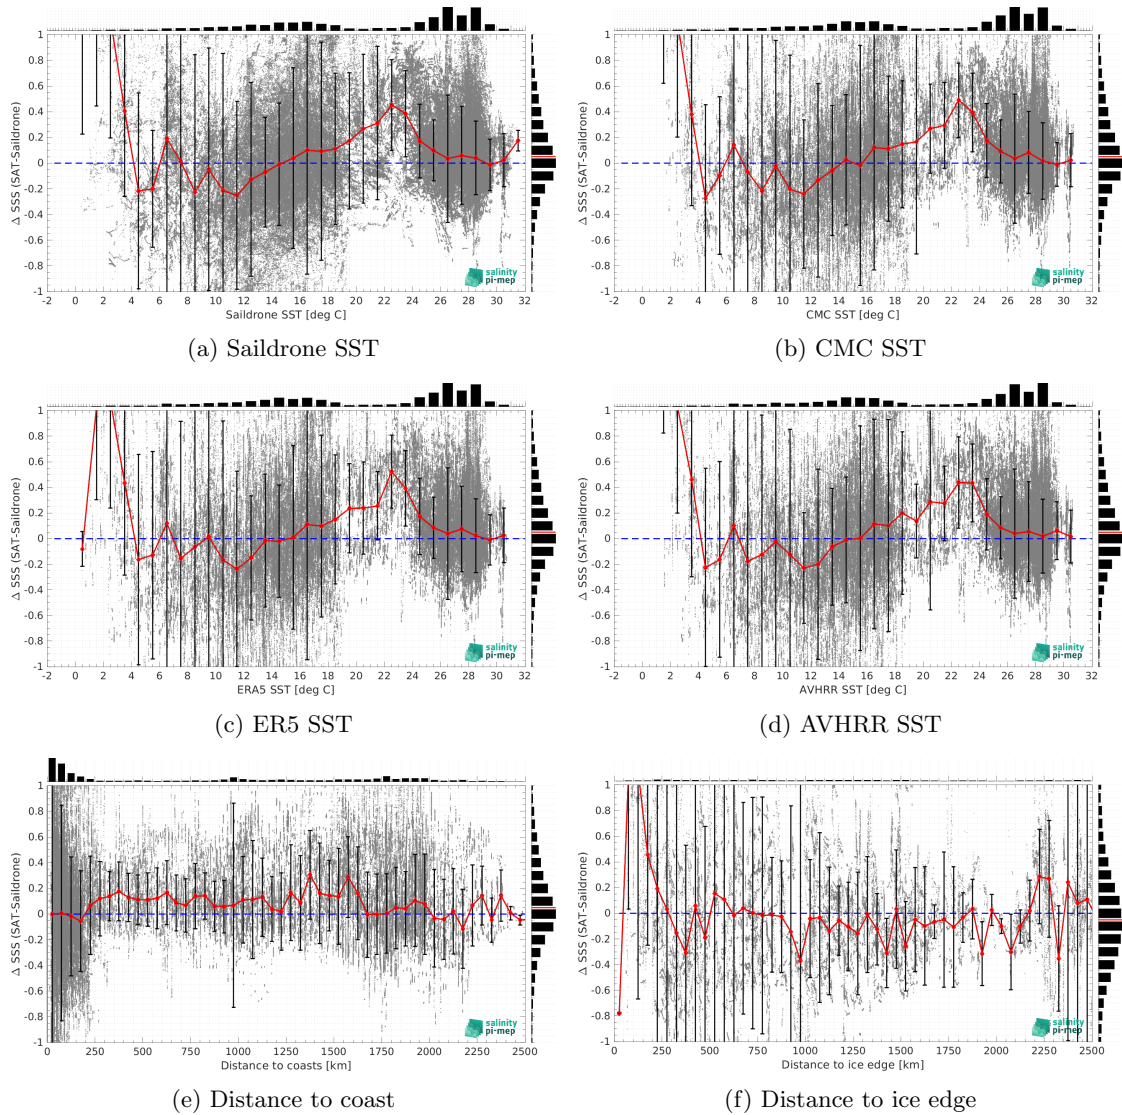 1
0.8
0.6
0.4
0.2
0
-0.2
-0.4
-0.6
-0.8
-1
Δ SSS (SAT-Saildrone)
salinity
pi-mep
-2 0 2 4 6 8 10 12 14 16 18 20 22 24 26 28 30 32
Saildrone SST [deg C]
(a) Saildrone SST
1
0.8
0.6
0.4
0.2
0
-0.2
-0.4
-0.6
-0.8
-1
Δ SSS (SAT-Saildrone)
salinity
pi-mep
-2 0 2 4 6 8 10 12 14 16 18 20 22 24 26 28 30 32
CMC SST [deg C]
(b) CMC SST
1
0.8
0.6
0.4
0.2
0
-0.2
-0.4
-0.6
-0.8
-1
Δ SSS (SAT-Saildrone)
salinity
pi-mep
-2 0 2 4 6 8 10 12 14 16 18 20 22 24 26 28 30 32
ERA5 SST [deg C]
(c) ER5 SST
1
0.8
0.6
0.4
0.2
0
-0.2
-0.4
-0.6
-0.8
-1
Δ SSS (SAT-Saildrone)
salinity
pi-mep
-2 0 2 4 6 8 10 12 14 16 18 20 22 24 26 28 30 32
AVHRR SST [deg C]
(d) AVHRR SST
1
0.8
0.6
0.4
0.2
0
-0.2
-0.4
-0.6
-0.8
-1
Δ SSS (SAT-Saildrone)
salinity
pi-mep
0 250 500 750 1000 1250 1500 1750 2000 2250 2500
Distance to coasts [km]
(e) Distance to coast
1
0.8
0.6
0.4
0.2
0
-0.2
-0.4
-0.6
-0.8
-1
Δ SSS (SAT-Saildrone)
salinity
pi-mep
0 250 500 750 1000 1250 1500 1750 2000 2250 2500
Distance to ice edge [km]
(f) Distance to ice edge